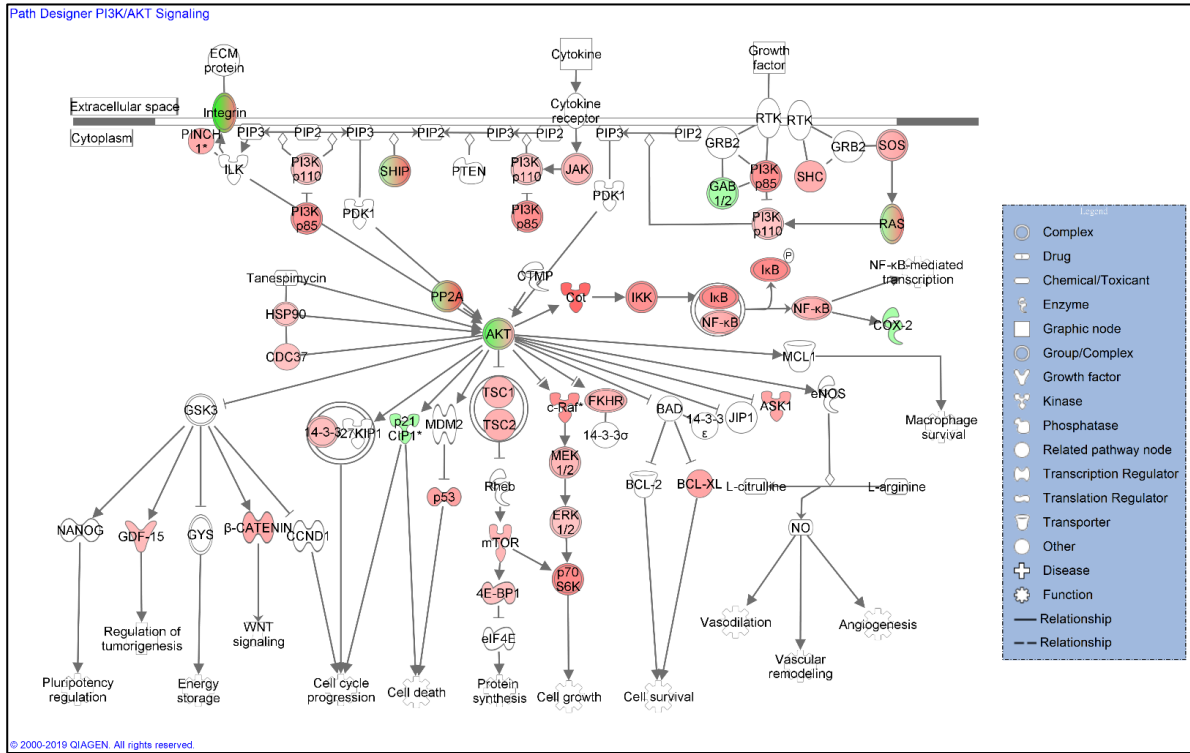 Path Designer PI3K/AKT Signaling
ECM
protein
Cytokine
Growth
factor
Extracellular space
Integrin
Cytokine
receptor
RTK
RTK
Cytoplasm
PINCH
1*
PIP3
PIP2
PIP3
PIP2
PIP3
PIP2
PIP3
PIP2
GRB2
GRB2
SOS
ILK
PI3K
p110
SHIP
PTEN
PI3K
p110
JAK
PDK1
GAB
1/2
PI3K
p85
SHC
PI3K
p85
PDK1
PI3K
p85
PI3K
p110
RAS
Tanespimycin
PP2A
CTMP
Cot
IKK
IκB
NF-κB
IκB
P
NF-κB
NF-κB-mediated
transcription
HSP90
AKT
COX-2
CDC37
MCL1
GSK3
14-3-3
27KIP1
p21
CIP1*
MDM2
TSC1
TSC2
c-Raf*
FKHR
14-3-3σ
BAD
14-3-3
ε
JIP1
ASK1
eNOS
Macrophage
survival
p53
Rheb
MEK
1/2
BCL-2
BCL-XL
L-citrulline
L-arginine
NANOG
GDF-15
GYS
β-CATENIN
CCND1
mTOR
ERK
1/2
NO
4E-BP1
p70
S6K
eIF4E
Regulation of
tumorigenesis
WNT
signaling
Vasodilation
Vascular
remodeling
Angiogenesis
Pluripotency
regulation
Energy
storage
Cell cycle
progression
Cell death
Protein
synthesis
Cell growth
Cell survival
Legend
Complex
Drug
Chemical/Toxicant
Enzyme
Graphic node
Group/Complex
Growth factor
Kinase
Phosphatase
Related pathway node
Transcription Regulator
Translation Regulator
Transporter
Other
Disease
Function
Relationship
Relationship
© 2000-2019 QIAGEN. All rights reserved.